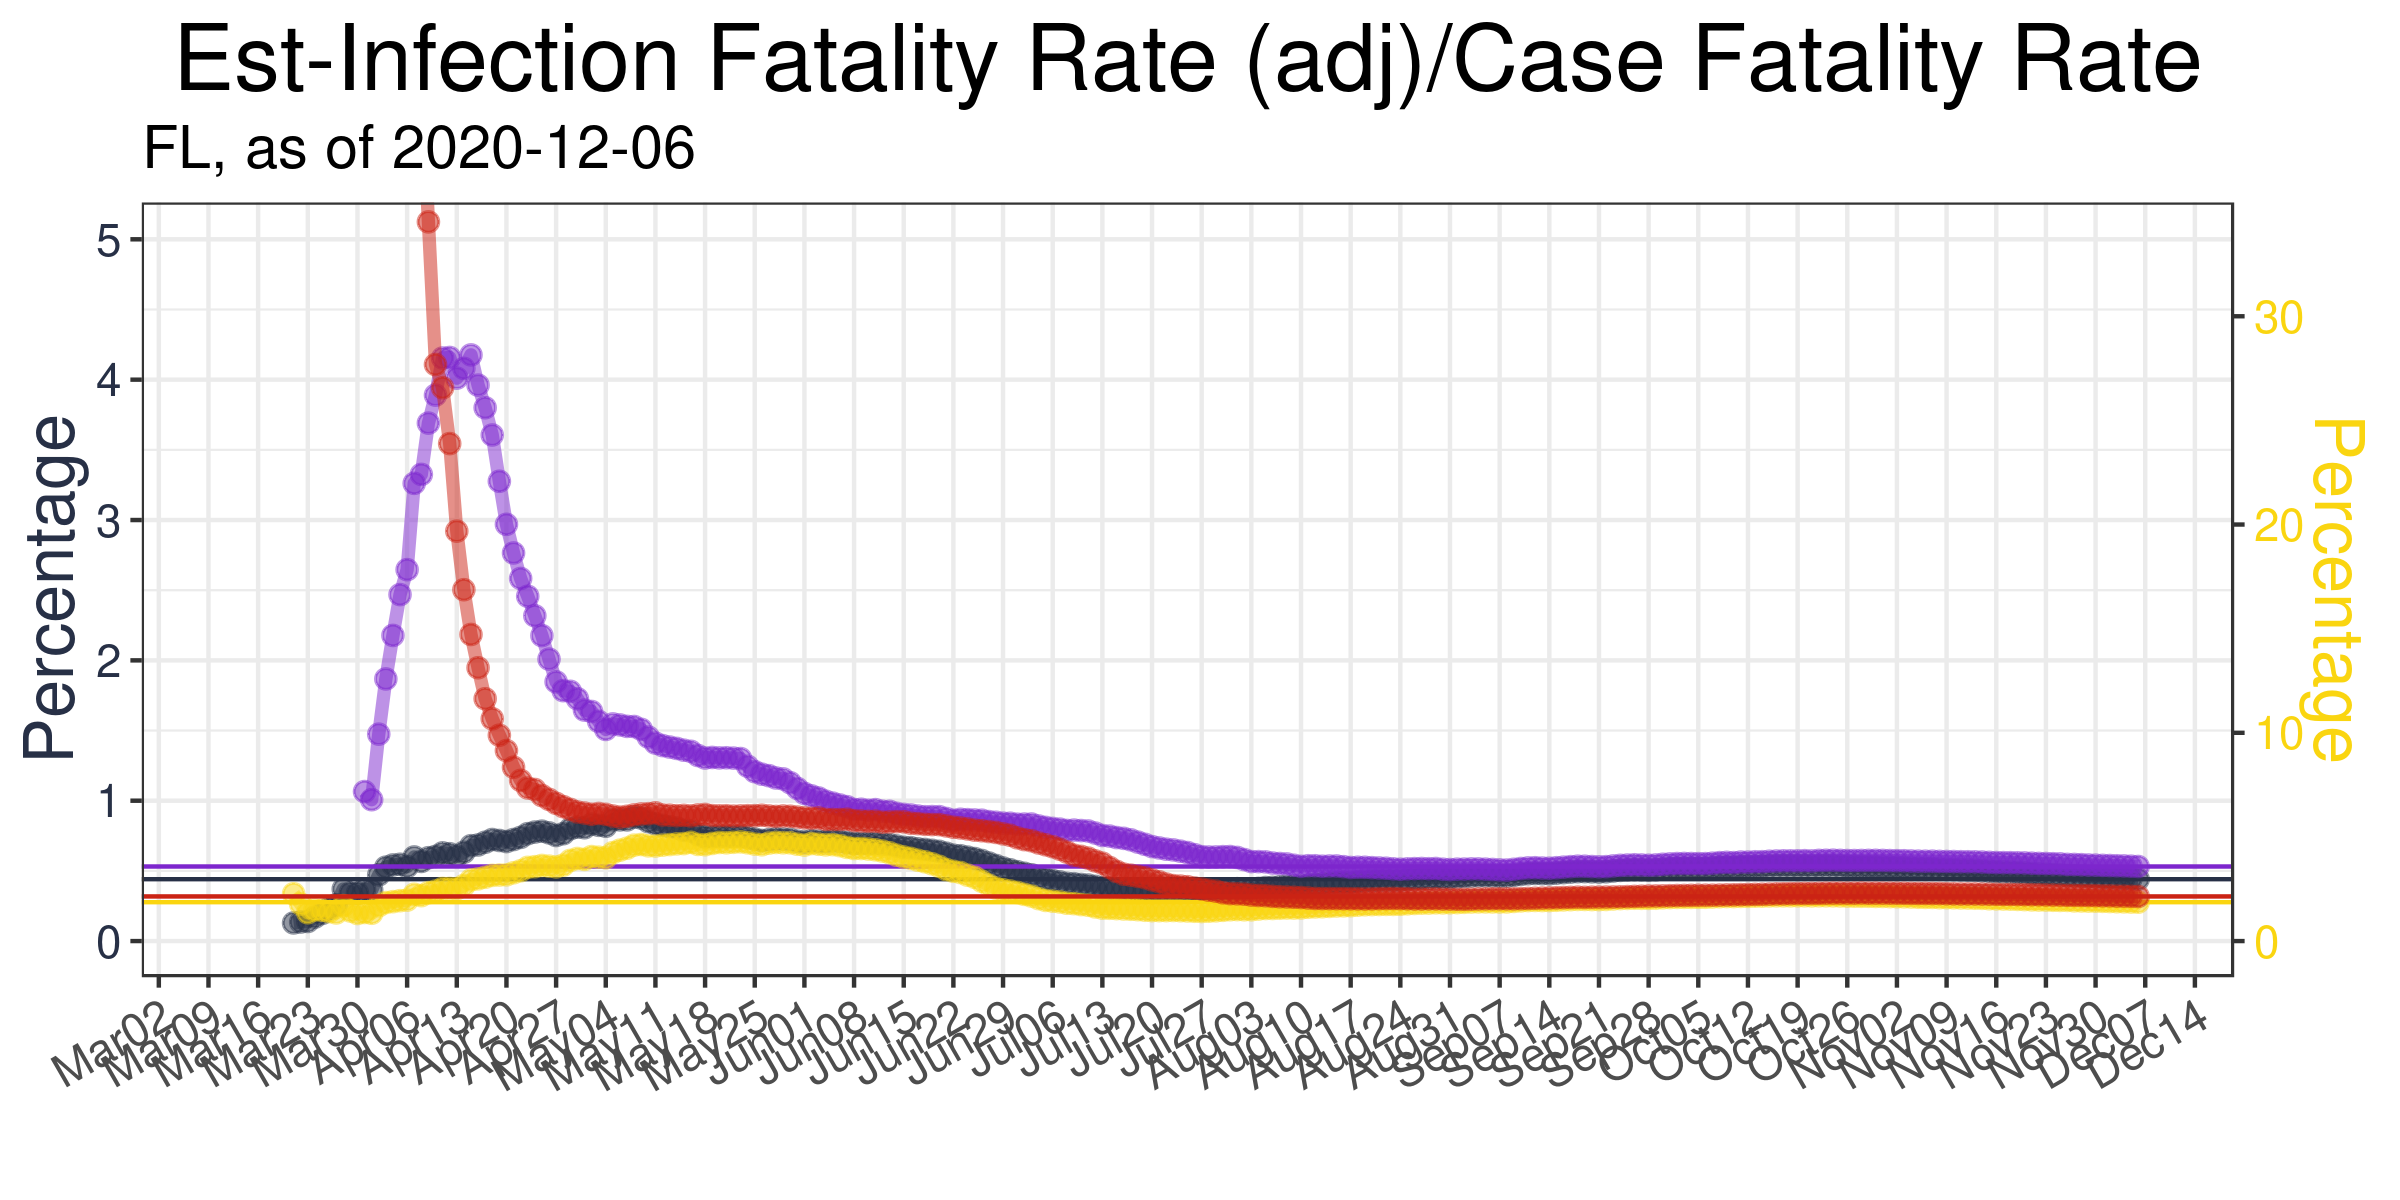 Est-Infection Fatality Rate (adj)/Case Fatality Rate
FL, as of 2020-12-06
Percentage
5
4
3
2
1
0
30
20
10
0
Percentage
Mar02
Mar09
Mar16
Mar23
Mar30
Apr06
Apr13
Apr20
Apr27
May04
May11
May18
May25
Jun01
Jun08
Jun15
Jun22
Jun29
Jul06
Jul13
Jul20
Jul27
Aug03
Aug10
Aug17
Aug24
Aug31
Sep07
Sep14
Sep21
Sep28
Oct05
Oct12
Oct19
Oct26
Nov02
Nov09
Nov16
Nov23
Nov30
Dec07
Dec14